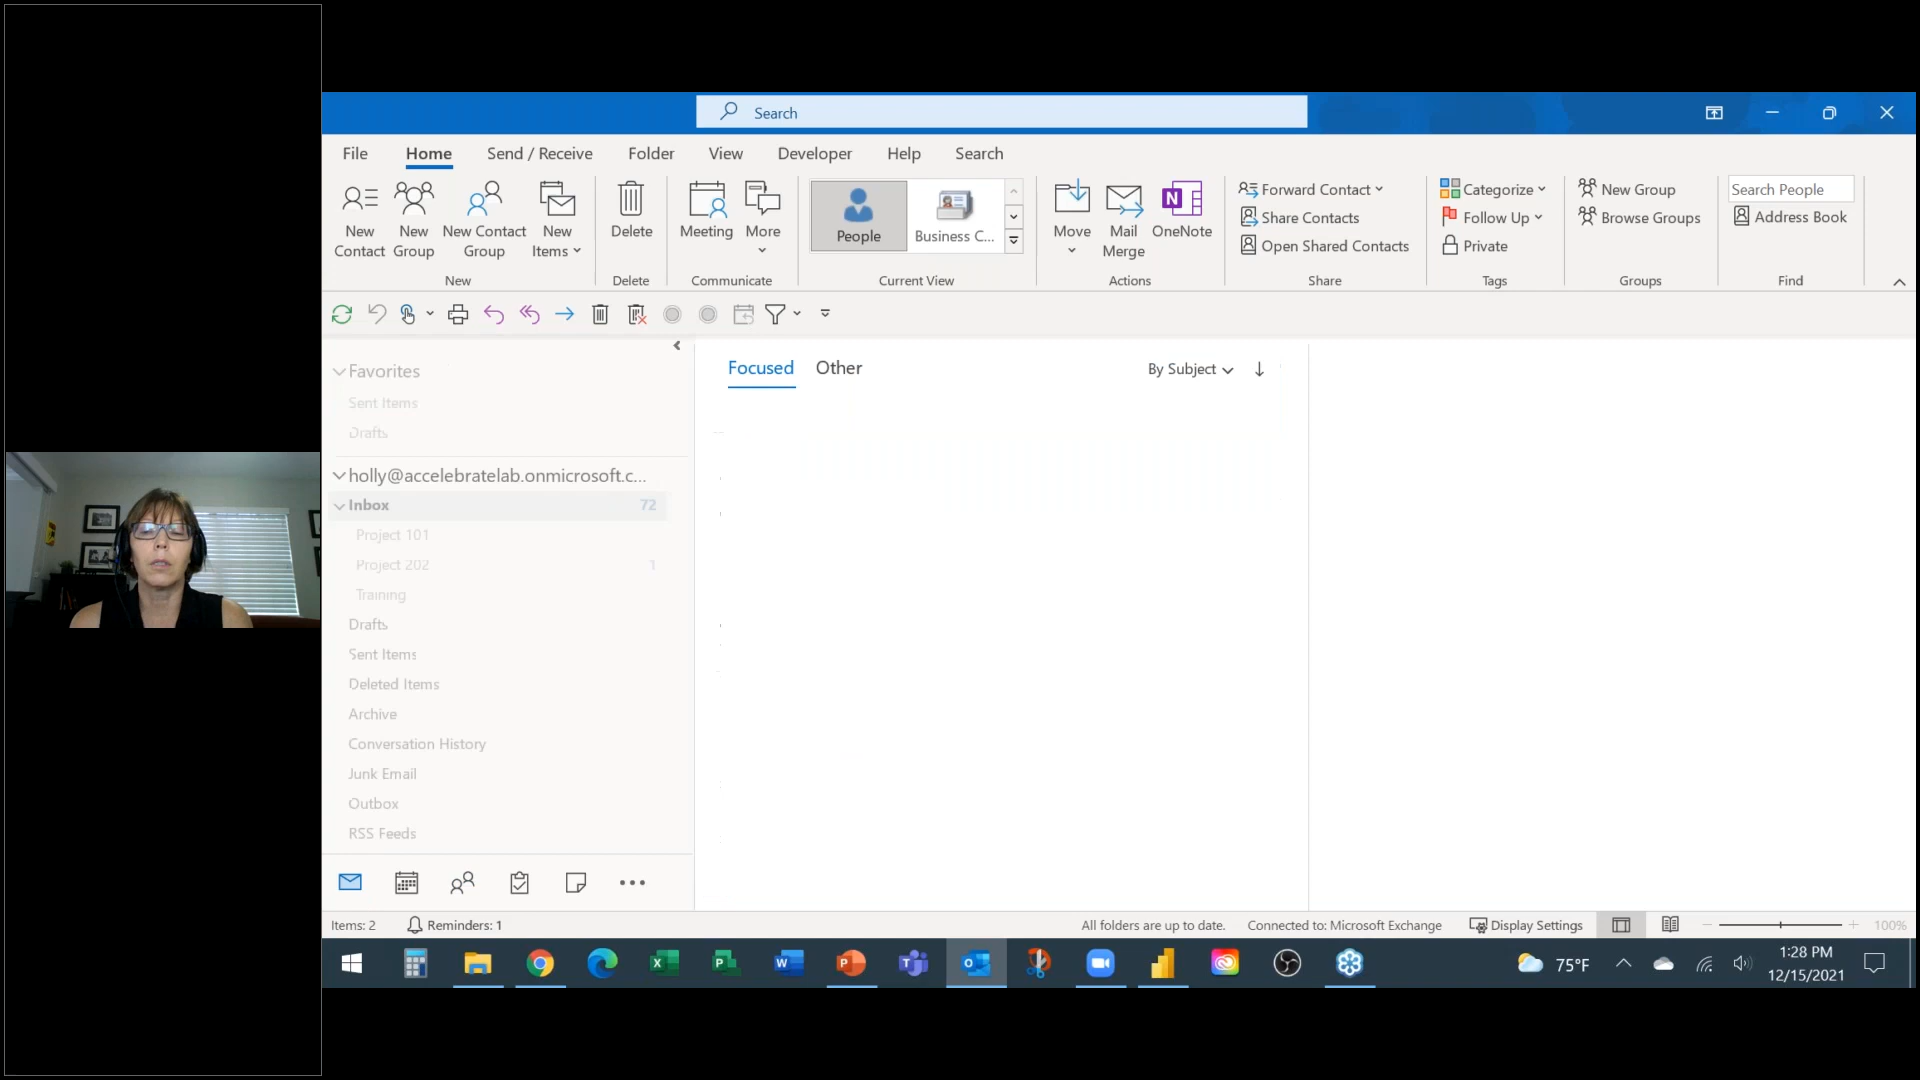 Search
File Home Send / Receive Folder View Developer Help Search
New Contact
New Group
New Contact Group
New Items
New
Delete
Delete
Meeting
More
Communicate
People
Business C...
Current View
Move
Mail Merge
OneNote
Actions
Forward Contact
Share Contacts
Open Shared Contacts
Share
Categorize
Follow Up
Private
Tags
New Group
Browse Groups
Groups
Search People
Address Book
Find
Favorites
Sent Items
Drafts
holly@accelebratelab.onmicrosoft.c...
Inbox 72
Project 101
Project 202 1
Training
Drafts
Sent Items
Deleted Items
Archive
Conversation History
Junk Email
Outbox
RSS Feeds
Focused Other By Subject
Items: 2 Reminders: 1 All folders are up to date. Connected to: Microsoft Exchange Display Settings 100%
75°F 1:28 PM
12/15/2021